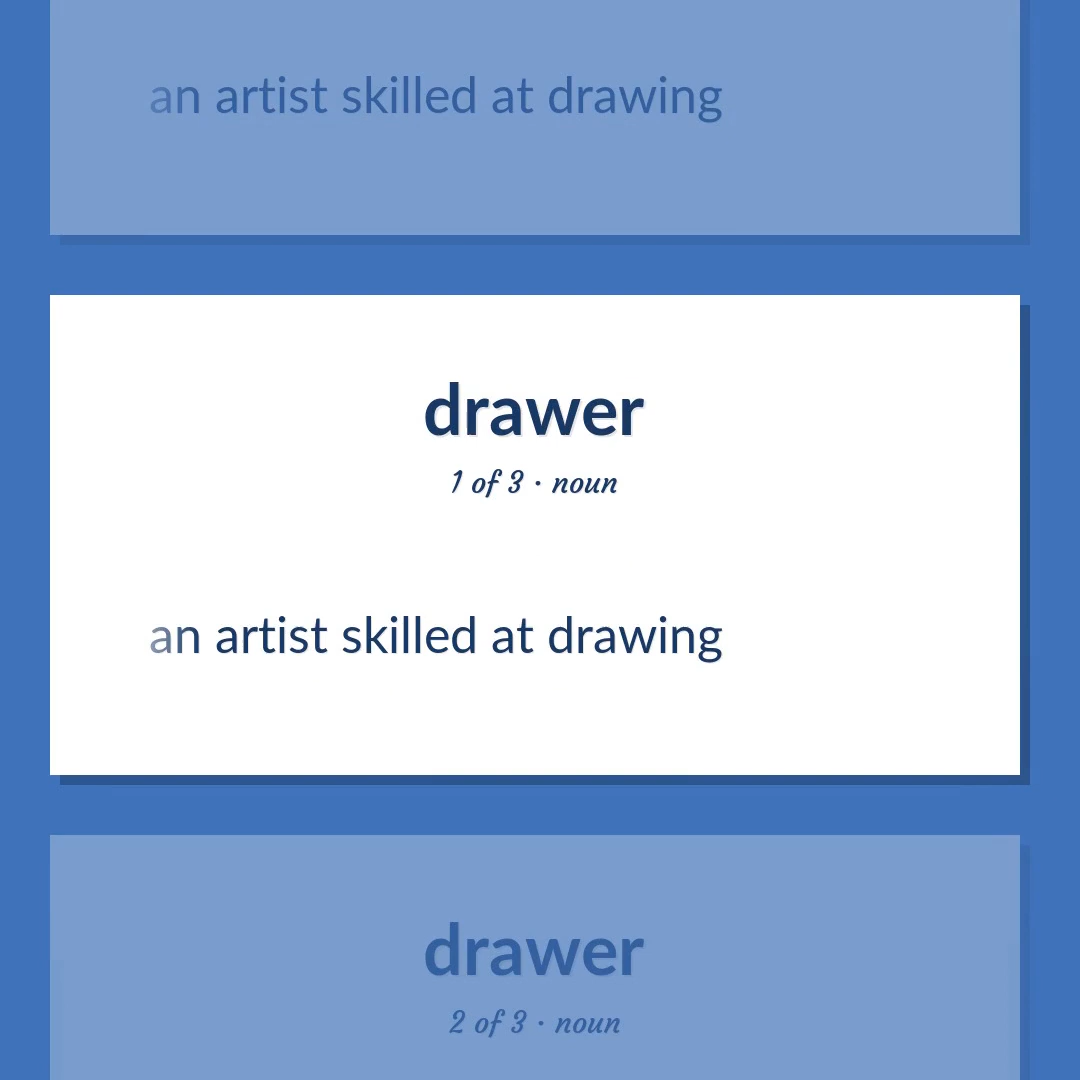 an artist skilled at drawing
drawer
1 of 3 · noun
an artist skilled at drawing
drawer
2 of 3 · noun